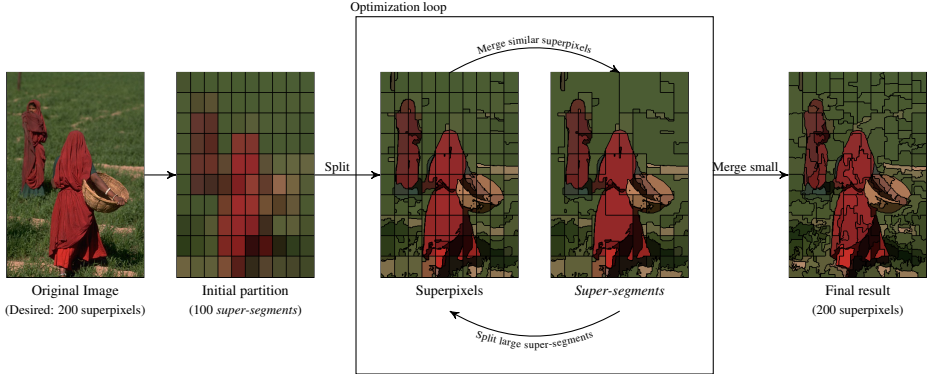 Optimization loop
Merge similar superpixels
Split
Merge small
Original Image
(Desired: 200 superpixels)
Initial partition
(100 super-segments)
Superpixels
Super-segments
Final result
(200 superpixels)
Split large super-segments